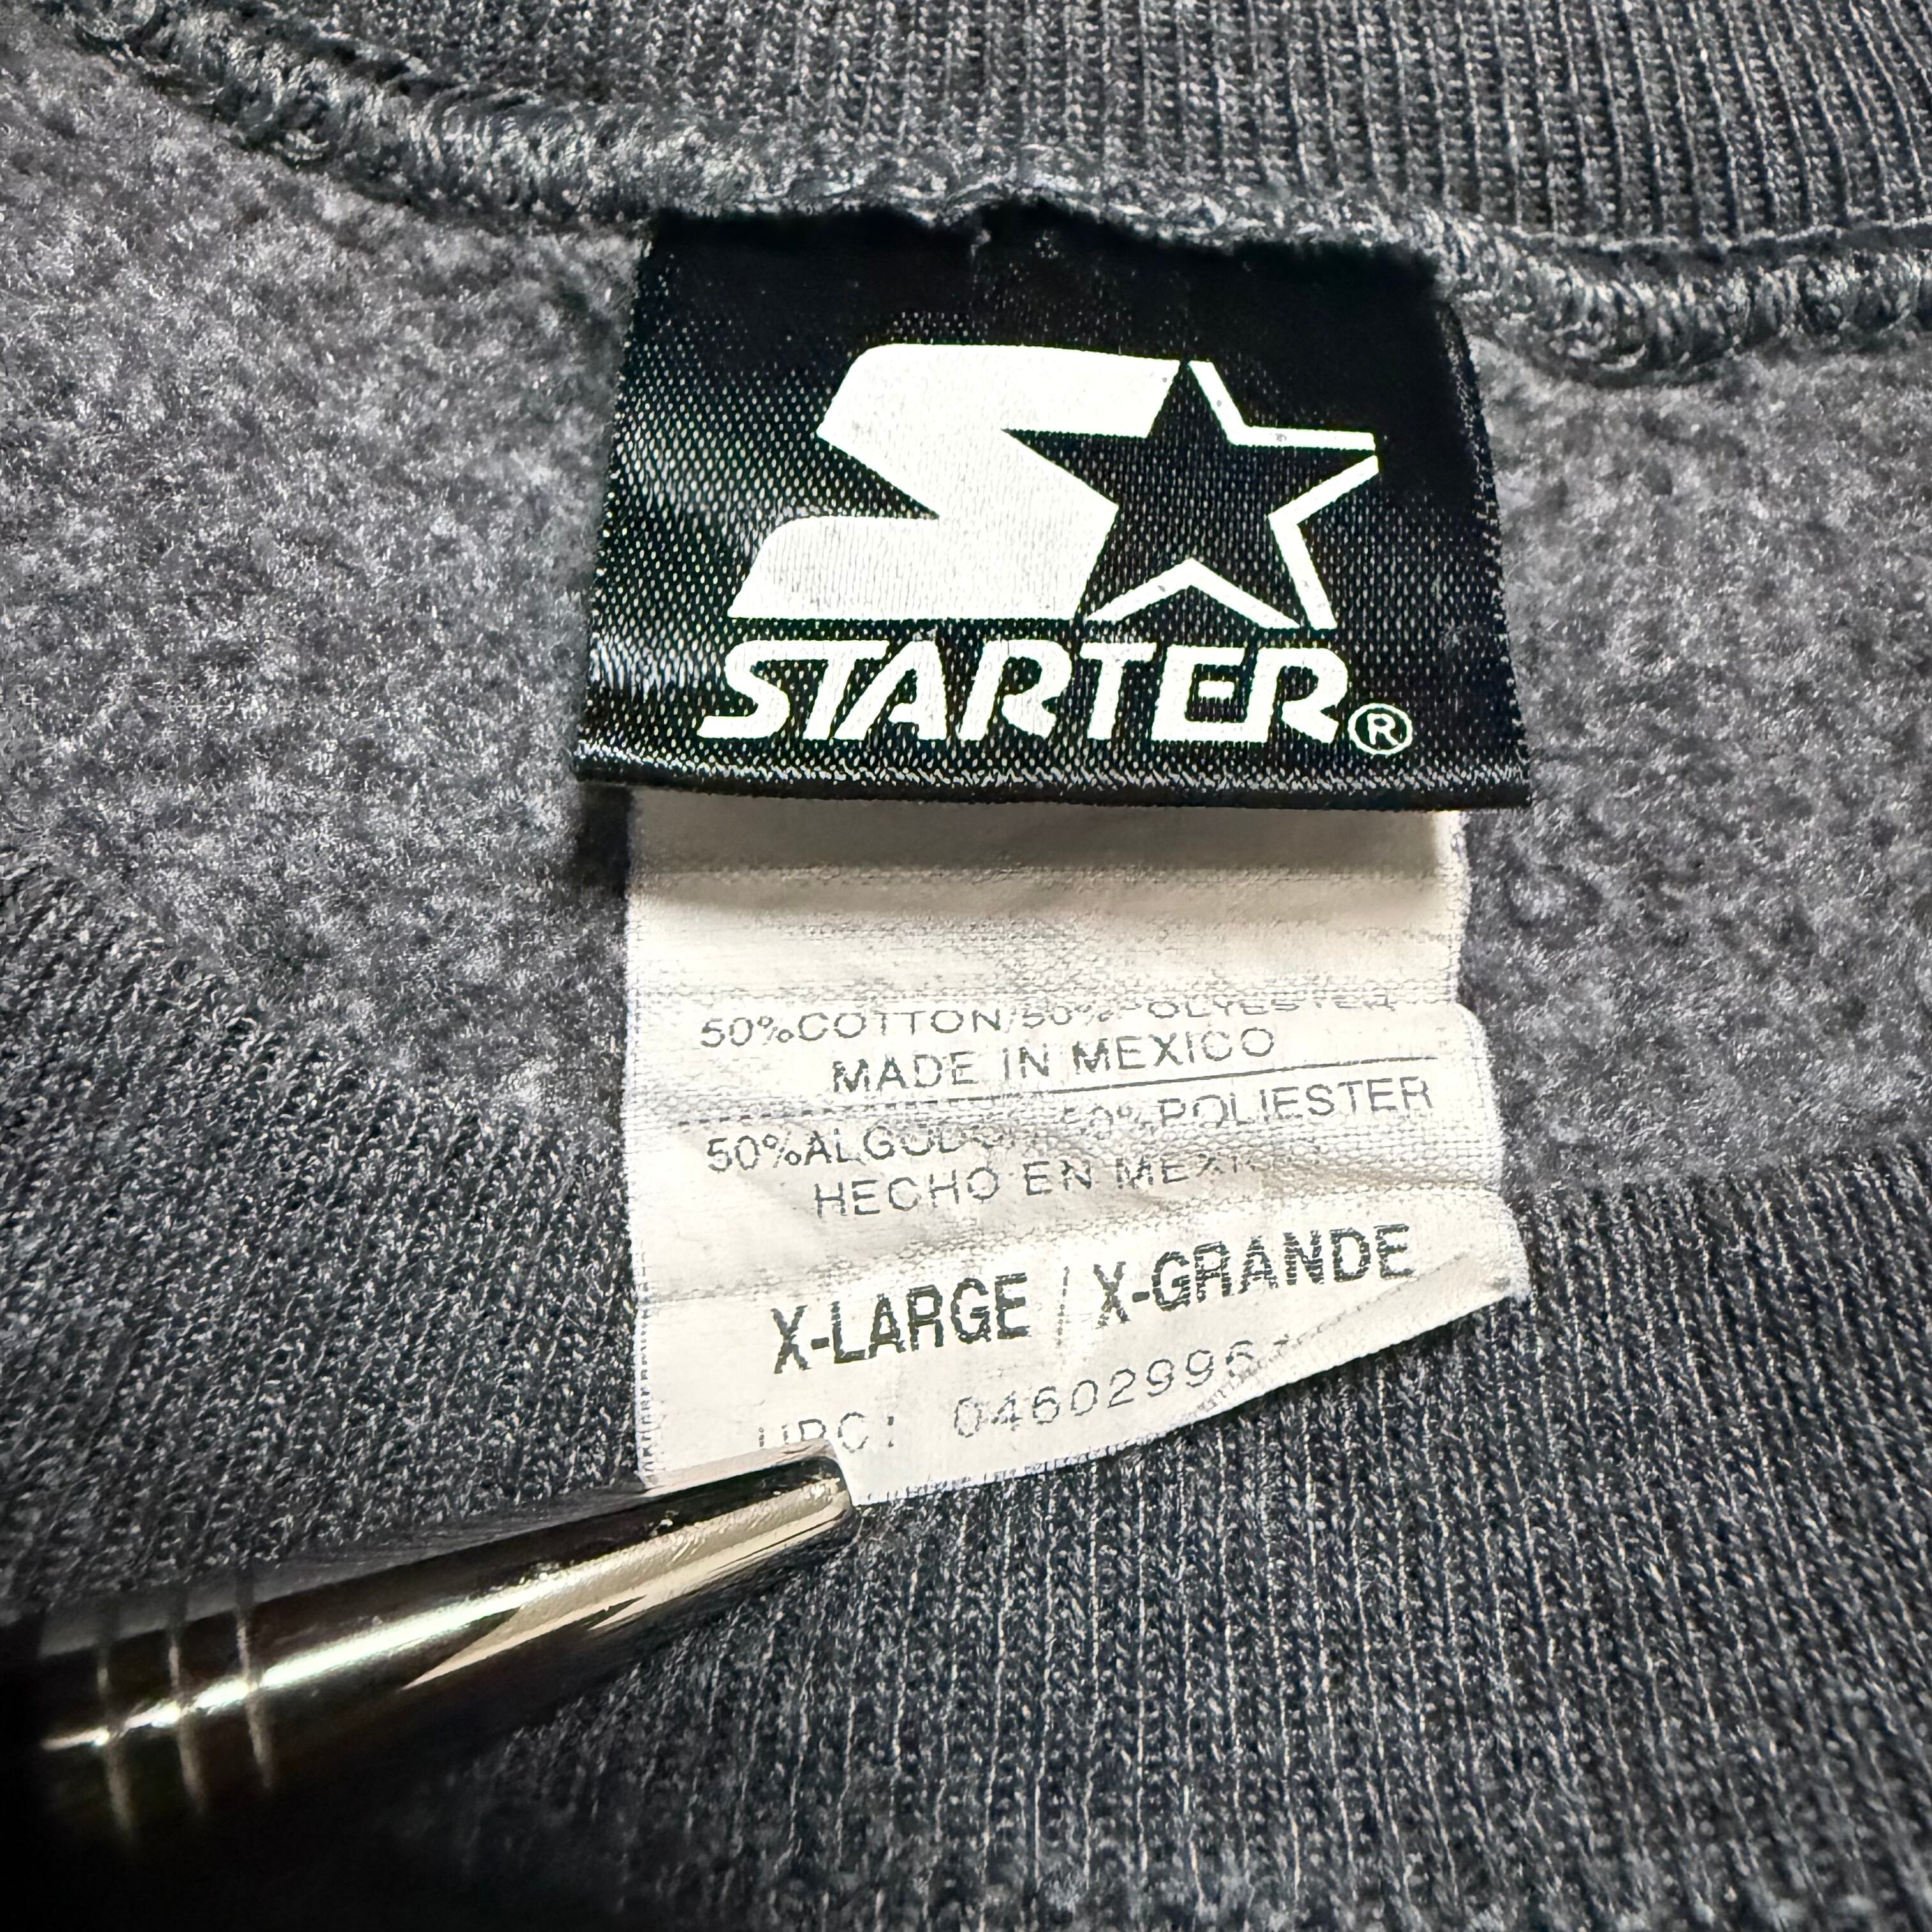 STARTER®
50%COTTON/50%POLYESTER
MADE IN MEXICO
50%ALGODON 50%POLIESTER
HECHO EN MEXICO
X-LARGE / X-GRANDE
UPC: 04602996